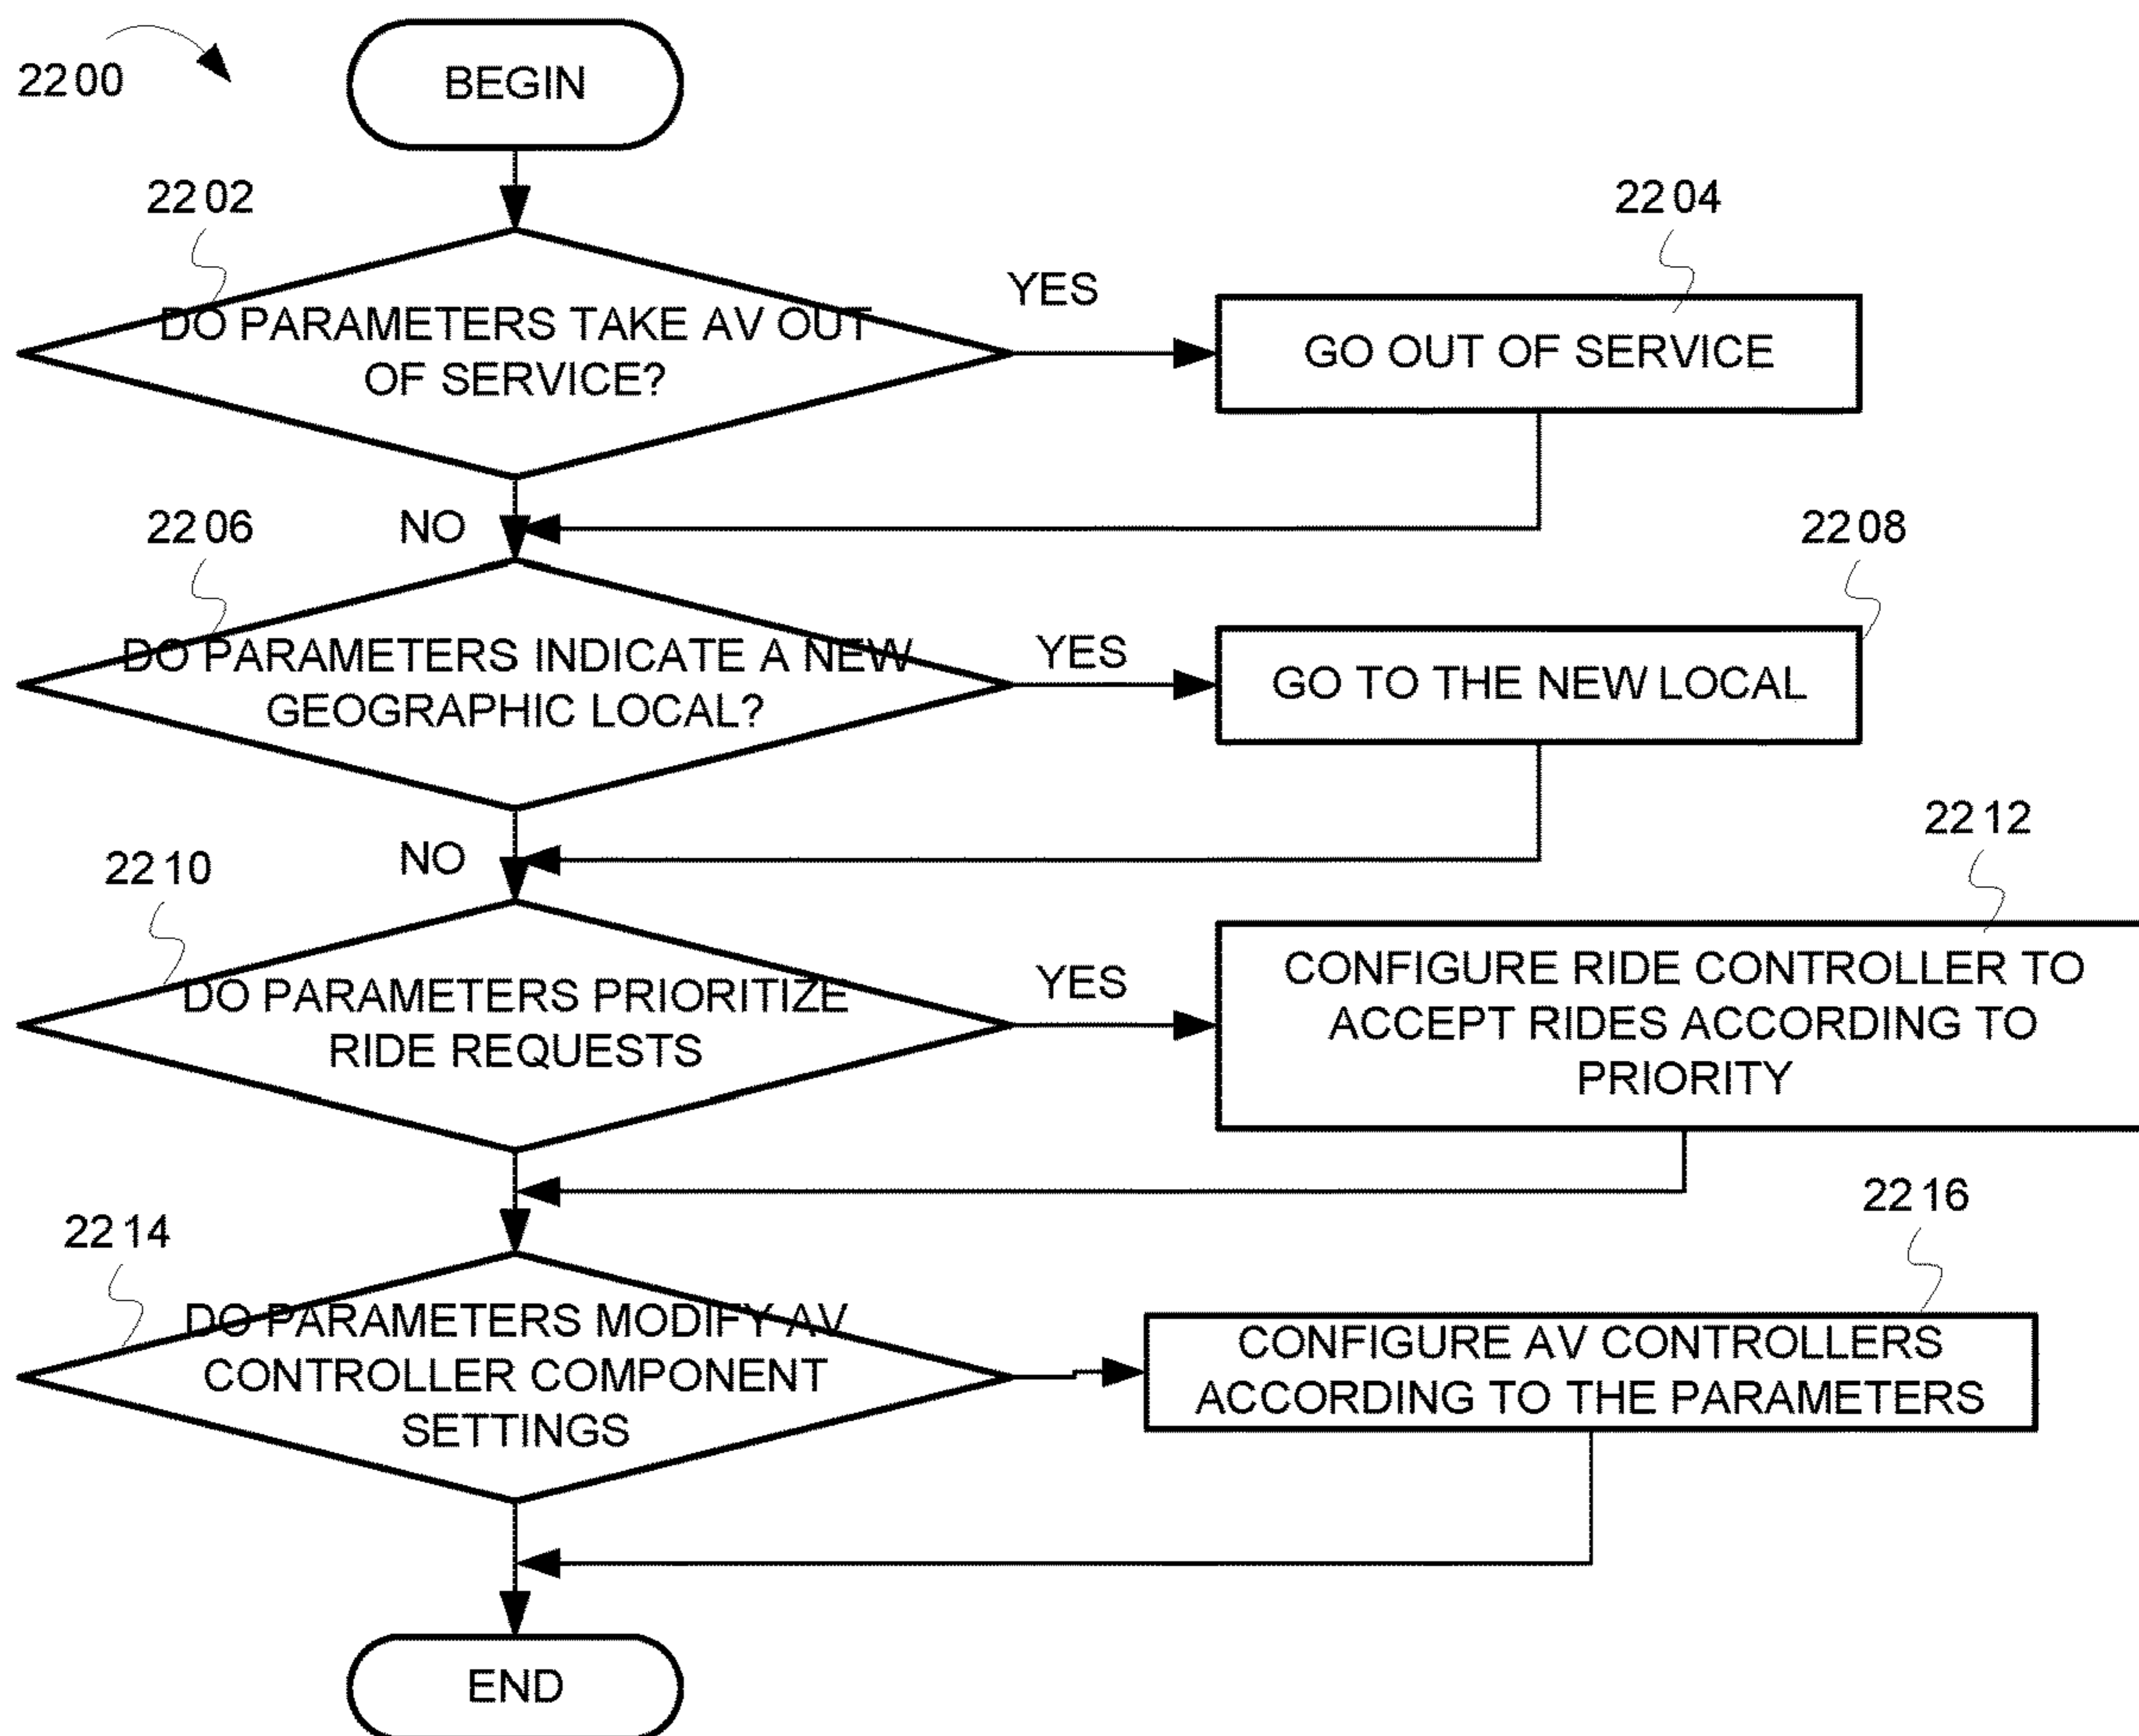 2200
BEGIN
2202
DO PARAMETERS TAKE AV OUT
OF SERVICE?
YES
2204
GO OUT OF SERVICE
NO
2206
DO PARAMETERS INDICATE A NEW
GEOGRAPHIC LOCAL?
YES
2208
GO TO THE NEW LOCAL
NO
2210
DO PARAMETERS PRIORITIZE
RIDE REQUESTS
YES
2212
CONFIGURE RIDE CONTROLLER TO
ACCEPT RIDES ACCORDING TO
PRIORITY
2214
DO PARAMETERS MODIFY AV
CONTROLLER COMPONENT
SETTINGS
2216
CONFIGURE AV CONTROLLERS
ACCORDING TO THE PARAMETERS
END